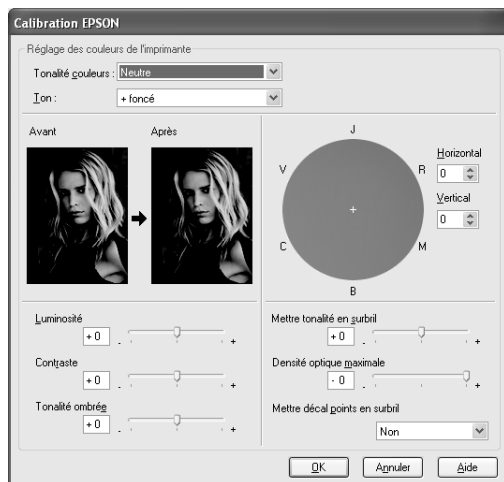 Calibration EPSON
Réglage des couleurs de l'imprimante
Tonalité couleurs : Neutre
Ton : + foncé
Avant Après
J
V R
C M
B
Horizontal
0
Vertical
0
Luminosité
+ 0 - +
Contraste
+ 0 - +
Tonalité ombrée
+ 0 - +
Mettre tonalité en surbril
+ 0 - +
Densité optique maximale
- 0 - +
Mettre décal points en surbril
Non
OK Annuler Aide